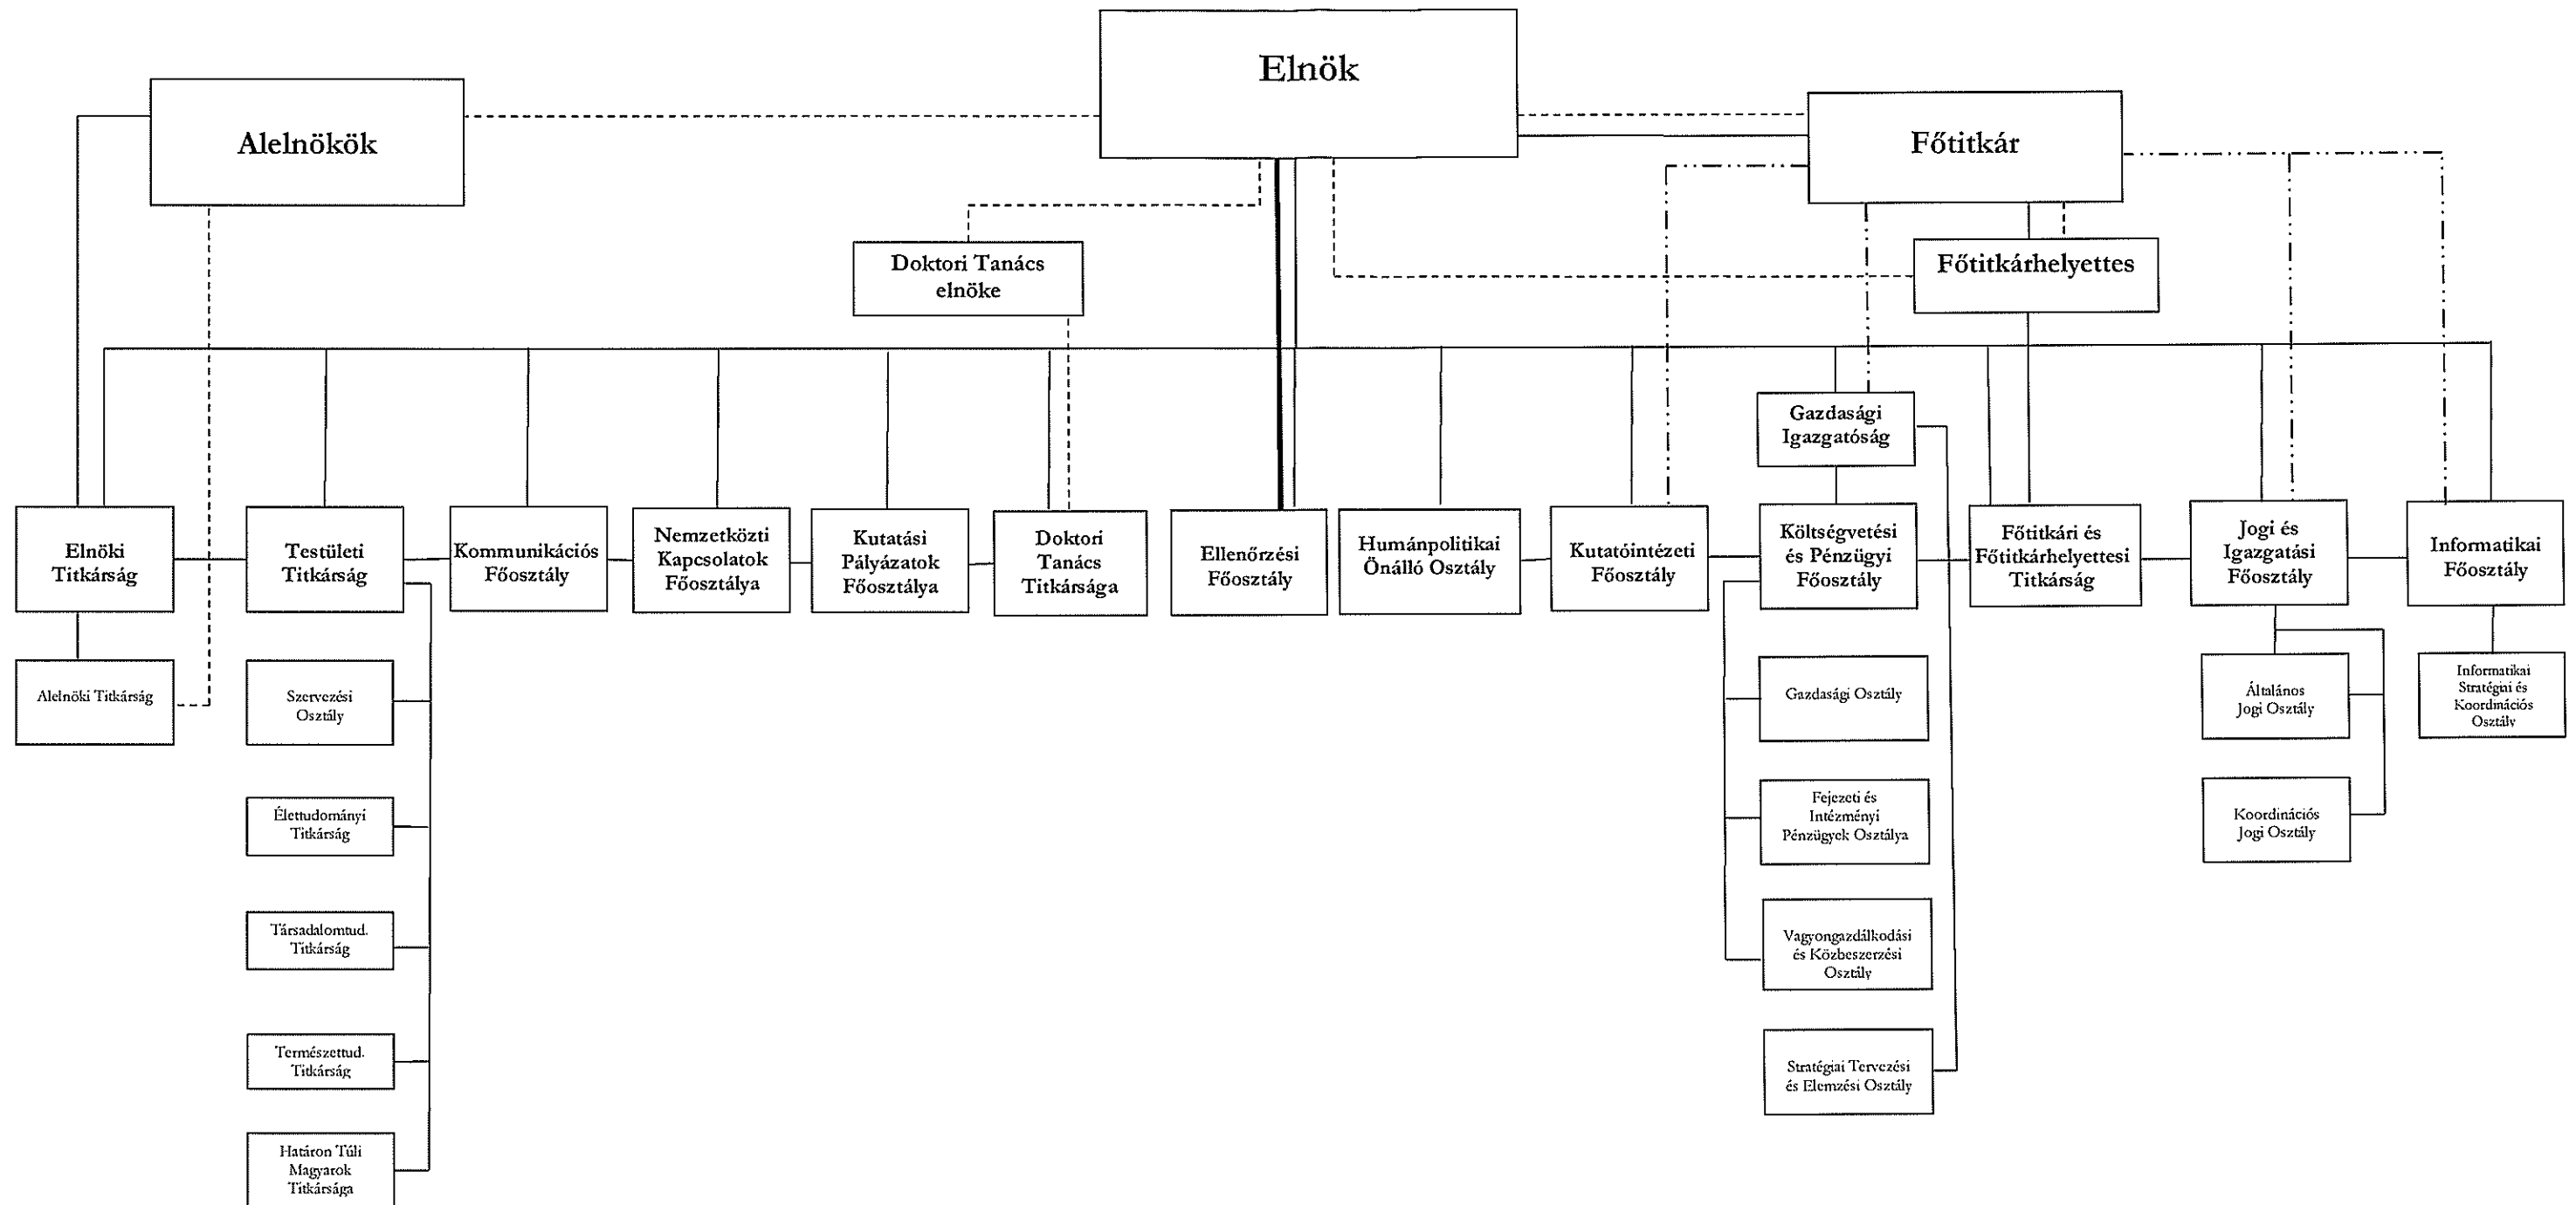 Elnök
Alelnökök
Főtitkár
Doktori Tanács
elnöke
Főtitkárhelyettes
Gazdasági
Igazgatóság
Elnöki
Titkárság
Testületi
Titkárság
Kommunikációs
Főosztály
Nemzetközti
Kapcsolatok
Főosztálya
Kutatási
Pályázatok
Főosztálya
Doktori
Tanács
Titkársága
Ellenőrzési
Főosztály
Humánpolitikai
Önálló Osztály
Kutatóintézeti
Főosztály
Költségvetési
és Pénzügyi
Főosztály
Főtitkári és
Főtitkárhelyettesi
Titkárság
Jogi és
Igazgatási
Főosztály
Informatikai
Főosztály
Alelnöki Titkárság
Szervezési
Osztály
Élettudományi
Titkárság
Társadalomtud.
Titkárság
Természettud.
Titkárság
Határon Túli
Magyarok
Titkársága
Gazdasági Osztály
Fejezeti és
Intézményi
Pénzügyek Osztálya
Vagyongazdálkodási
és Közbeszerzési
Osztály
Stratégiai Tervezési
és Elemzési Osztály
Általános
Jogi Osztály
Koordinációs
Jogi Osztály
Informatikai
Stratégiai és
Koordinációs
Osztály